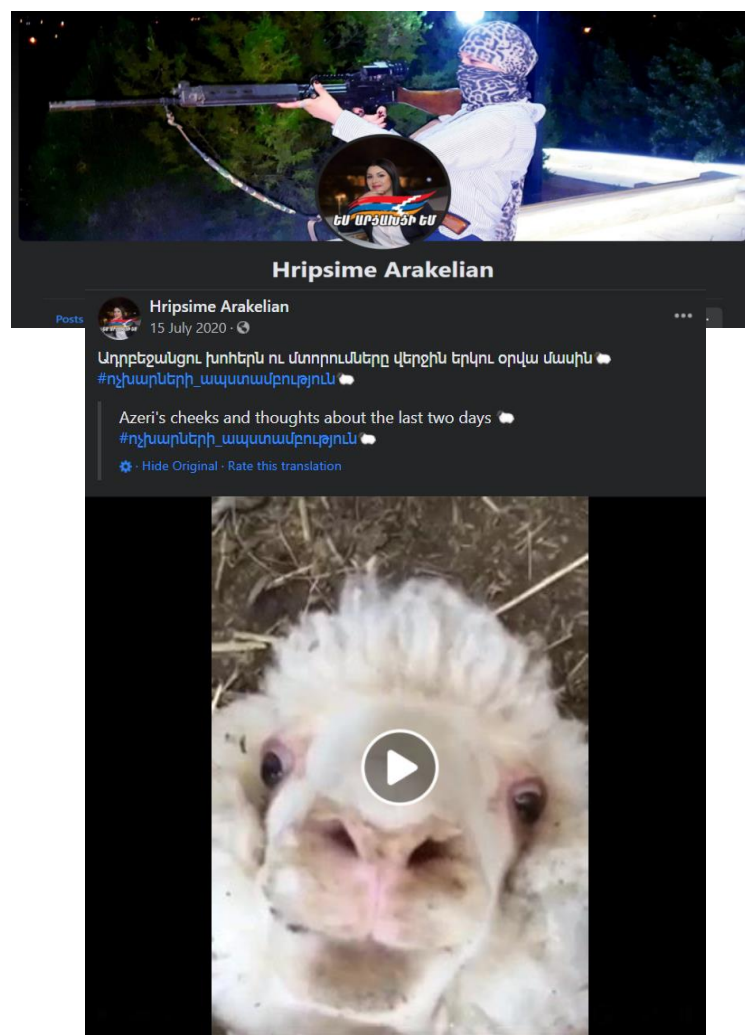 ԵՍ ԱՐՑԱԽՑԻ ԵՄ
Hripsime Arakelian
Posts
Hripsime Arakelian
15 July 2020 ·
Ադրբեջանցու խոհերն ու մտորումները վերջին երկու օրվա մասին🐑
#ոչխարների_ապստամբություն🐑
Azeri's cheeks and thoughts about the last two days 🐑
#ոչխարների_ապստամբություն🐑
· Hide Original · Rate this translation